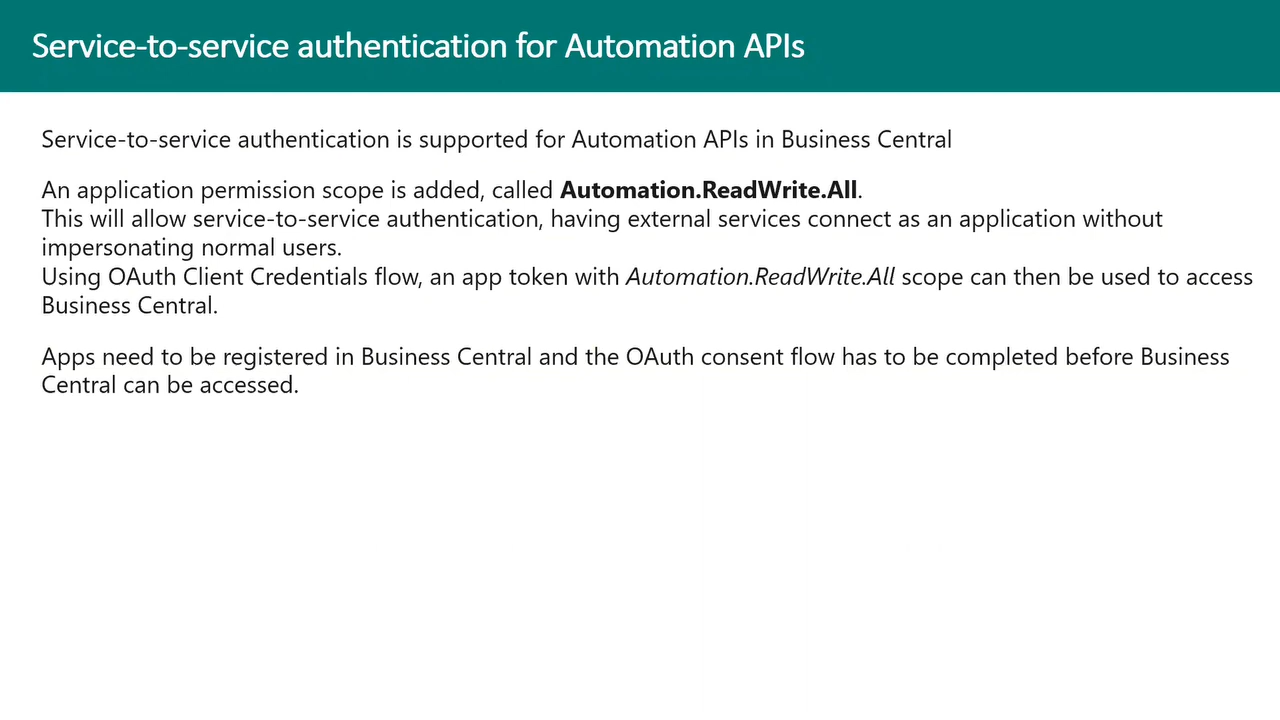 Service-to-service authentication for Automation APIs
Service-to-service authentication is supported for Automation APIs in Business Central
An application permission scope is added, called Automation.ReadWrite.All.
This will allow service-to-service authentication, having external services connect as an application without
impersonating normal users.
Using OAuth Client Credentials flow, an app token with Automation.ReadWrite.All scope can then be used to access
Business Central.
Apps need to be registered in Business Central and the OAuth consent flow has to be completed before Business
Central can be accessed.